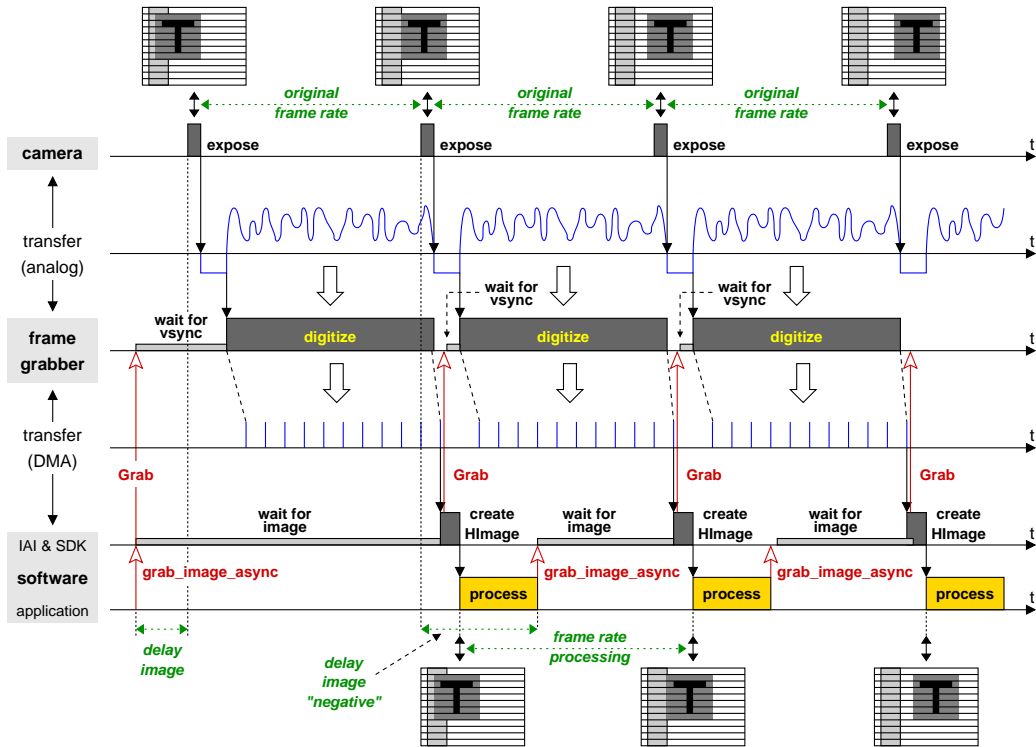 T
T
T
T
original
frame rate
original
frame rate
original
frame rate
expose
expose
expose
expose
t
camera
transfer
(analog)
t
wait for
vsync
wait for
vsync
wait for
vsync
frame
grabber
digitize
digitize
digitize
t
transfer
(DMA)
t
Grab
Grab
Grab
Grab
wait for
image
create
HImage
wait for
image
create
HImage
wait for
image
create
HImage
IAI & SDK
t
software
grab_image_async
grab_image_async
grab_image_async
application
process
process
process
t
delay
image
delay
image
"negative"
frame rate
processing
T
T
T